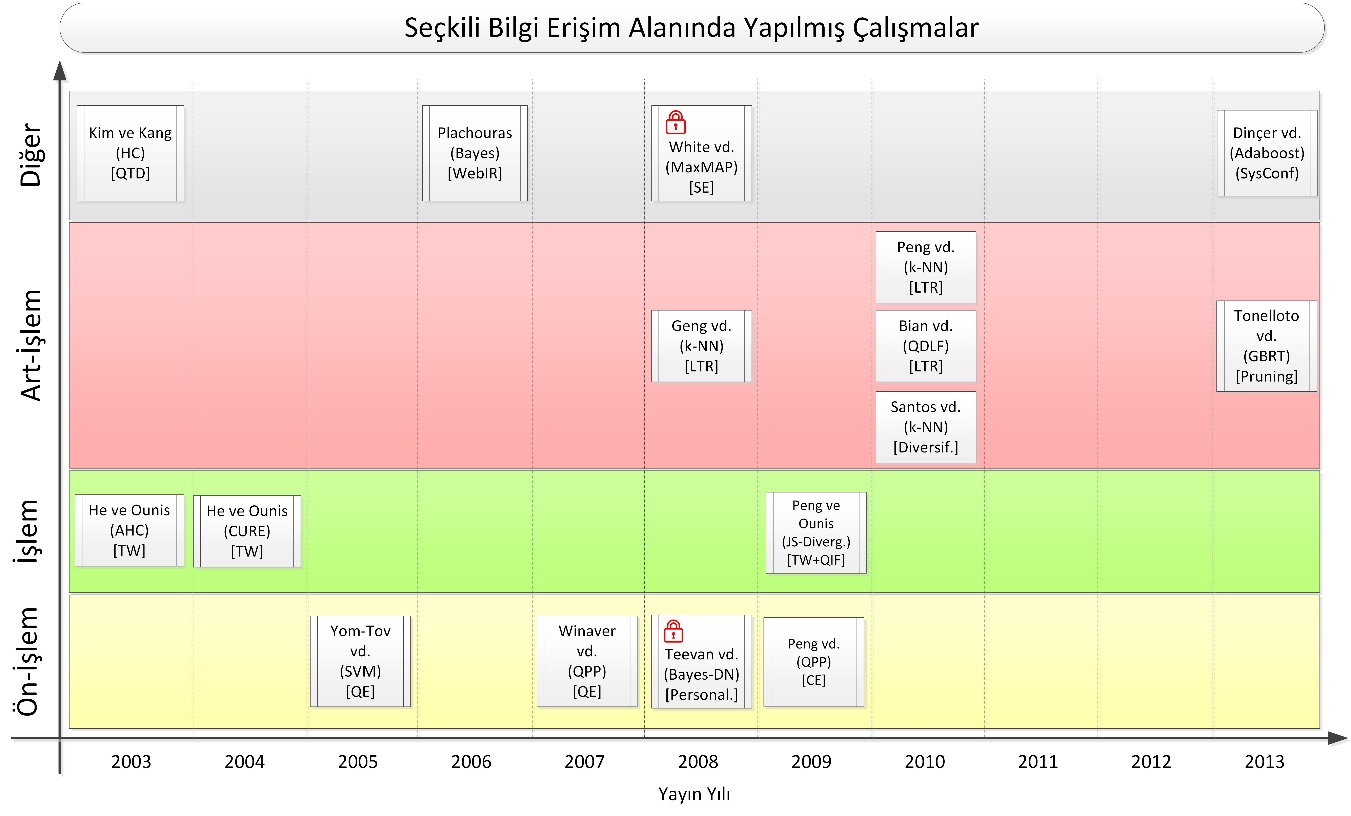 Seçkili Bilgi Erişim Alanında Yapılmış Çalışmalar
Diğer
Kim ve Kang
(HC)
[QTD]
Plachouras
(Bayes)
[WebIR]
White vd.
(MaxMAP)
[SE]
Dinçer vd.
(Adaboost)
(SysConf)
Art-İşlem
Geng vd.
(k-NN)
[LTR]
Peng vd.
(k-NN)
[LTR]
Bian vd.
(QDLF)
[LTR]
Santos vd.
(k-NN)
[Diversif.]
Tonelloto
vd.
(GBRT)
[Pruning]
İşlem
He ve Ounis
(AHC)
[TW]
He ve Ounis
(CURE)
[TW]
Peng ve
Ounis
(JS-Diverg.)
[TW+QIF]
Ön-İşlem
Yom-Tov
vd.
(SVM)
[QE]
Winaver
vd.
(QPP)
[QE]
Teevan vd.
(Bayes-DN)
[Personal.]
Peng vd.
(QPP)
[CE]
2003 2004 2005 2006 2007 2008 2009 2010 2011 2012 2013
Yayın Yılı